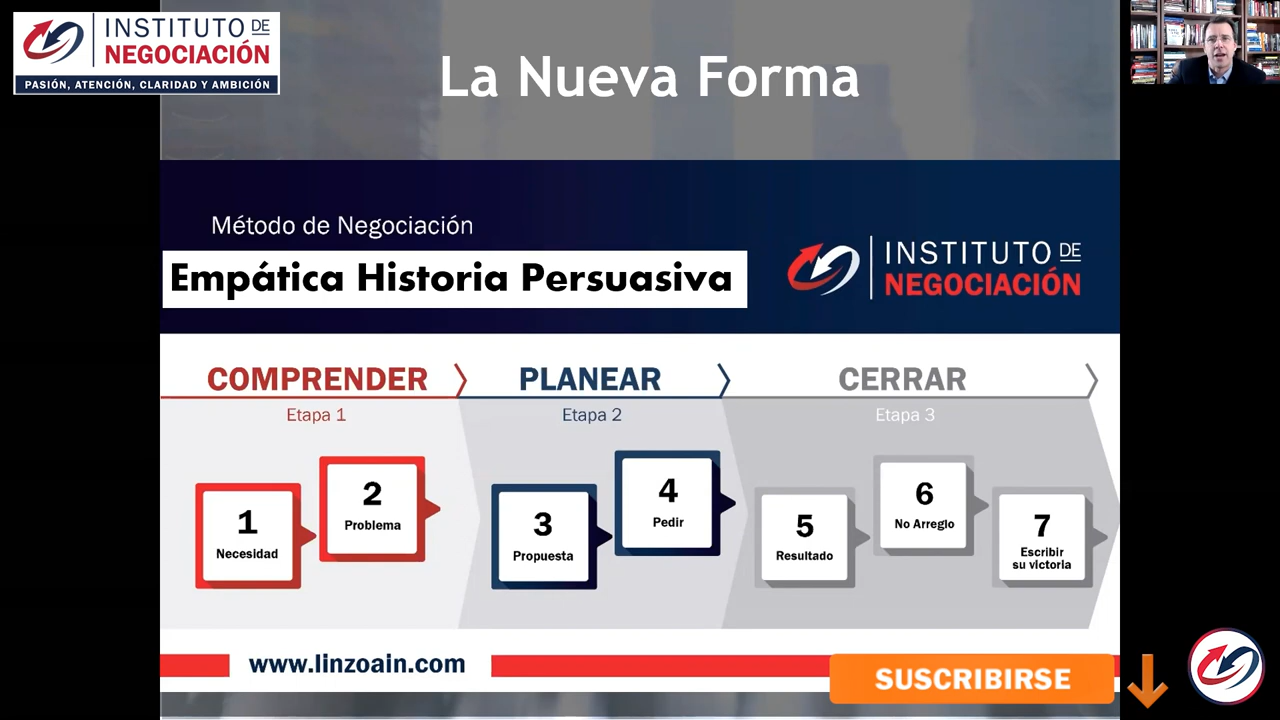 INSTITUTO DE
NEGOCIACIÓN
PASIÓN, ATENCIÓN, CLARIDAD Y AMBICIÓN
La Nueva Forma
Método de Negociación
Empática Historia Persuasiva
INSTITUTO DE
NEGOCIACIÓN
COMPRENDER
Etapa 1
PLANEAR
Etapa 2
CERRAR
Etapa 3
1
Necesidad
2
Problema
3
Propuesta
4
Pedir
5
Resultado
6
No Arreglo
7
Escribir
su victoria
www.linzoain.com
SUSCRIBIRSE